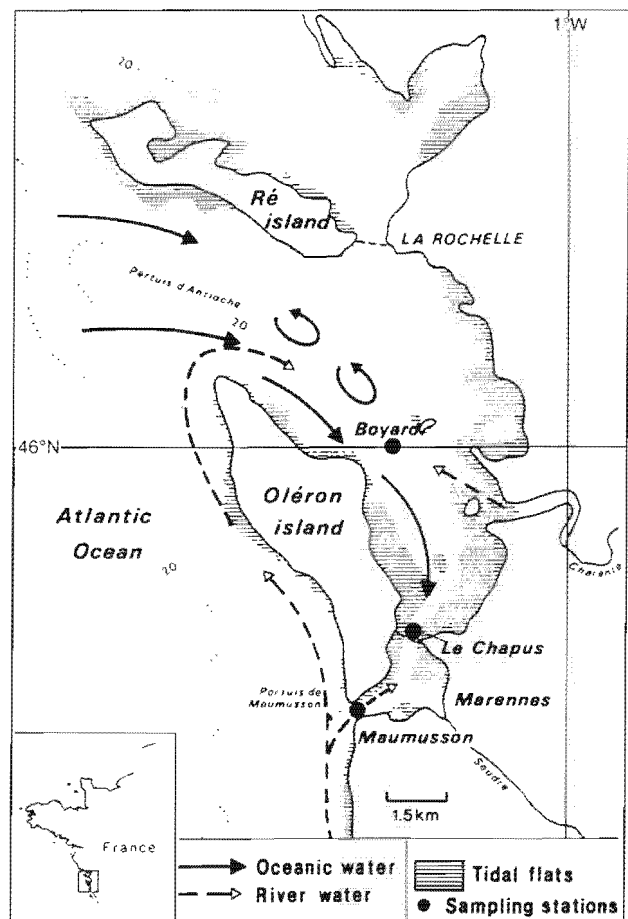 1°W
20
Ré
island
LA ROCHELLE
Pertuis d'Antioche
20
46°N
Boyard
Oléron
island
Atlantic
Ocean
20
Charente
Le Chapus
Pertuis de
Maumusson
Marennes
Maumusson
Seudre
1.5km
France
Oceanic water
River water
Tidal flats
Sampling stations